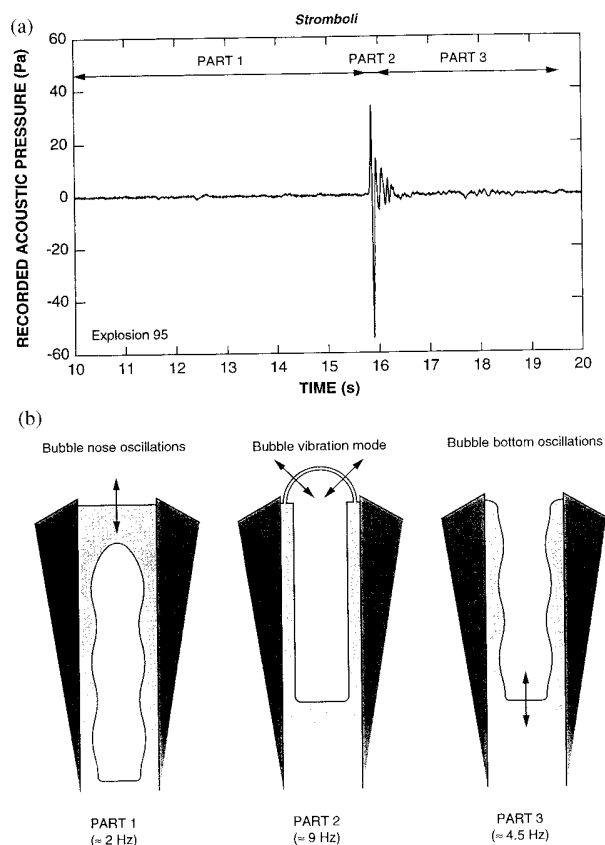 (a)
Stromboli
RECORDED ACOUSTIC PRESSURE (Pa)
60
40
20
0
-20
-40
-60
PART 1
PART 2
PART 3
Explosion 95
10 11 12 13 14 15 16 17 18 19 20
TIME (s)
(b)
Bubble nose oscillations
Bubble vibration mode
Bubble bottom oscillations
PART 1
(≈ 2 Hz)
PART 2
(≈ 9 Hz)
PART 3
(≈ 4.5 Hz)